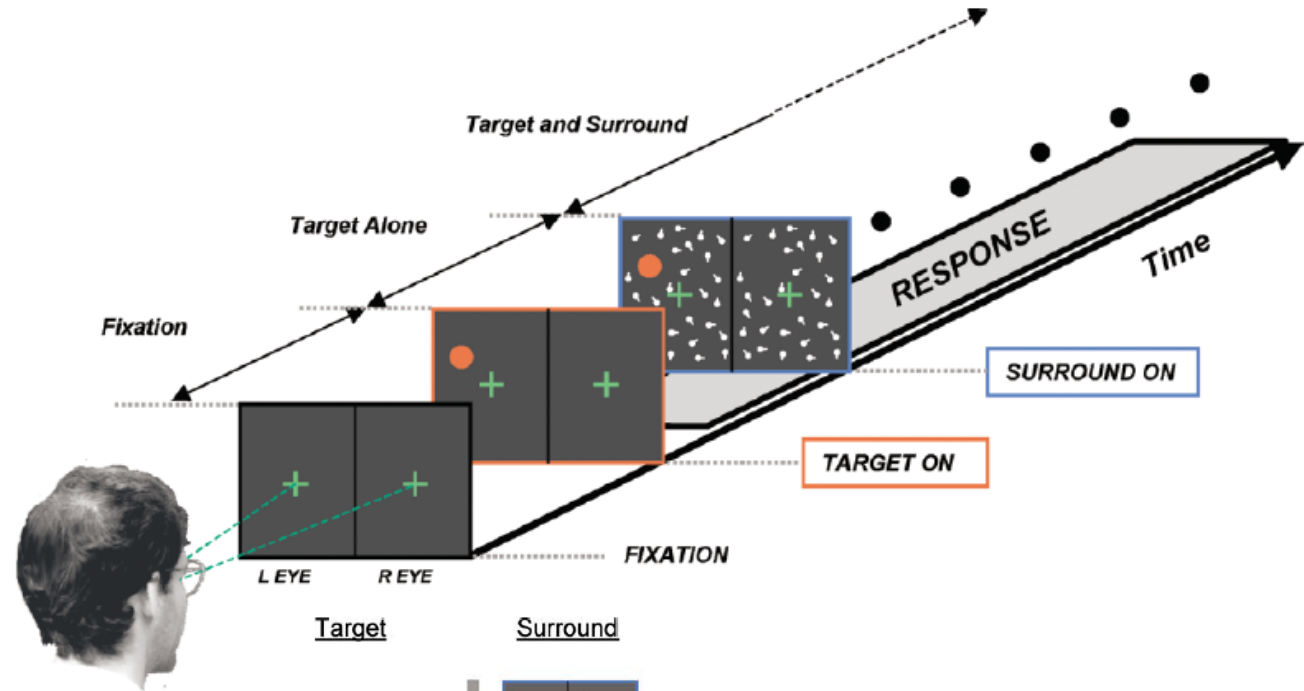 Target and Surround
Target Alone
Fixation
RESPONSE
Time
SURROUND ON
TARGET ON
FIXATION
L EYE R EYE
Target Surround